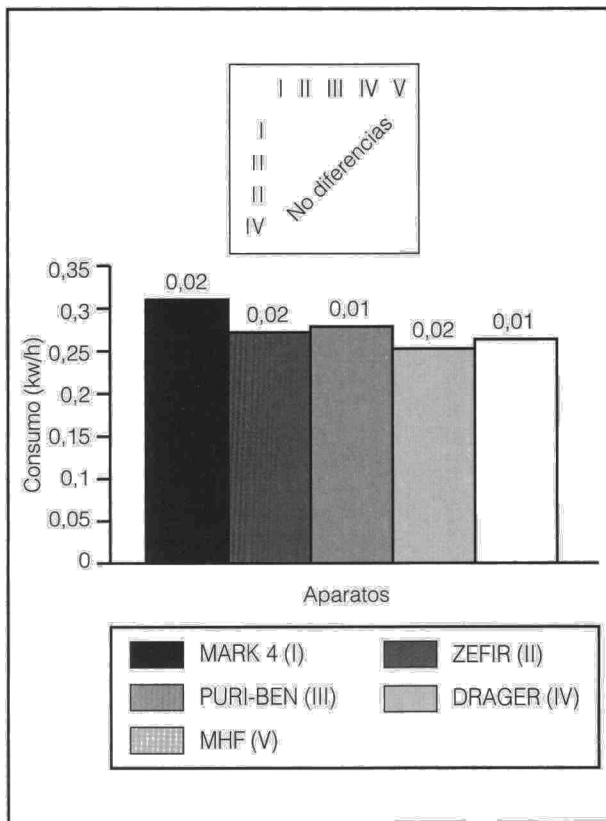 I II III IV V
I
II
II
IV
No diferencias
0,35
0,3
0,25
0,2
0,15
0,1
0,05
0
Consumo (kw/h)
0,02
0,02
0,01
0,02
0,01
Aparatos
MARK 4 (I)
ZEFIR (II)
PURI-BEN (III)
DRAGER (IV)
MHF (V)